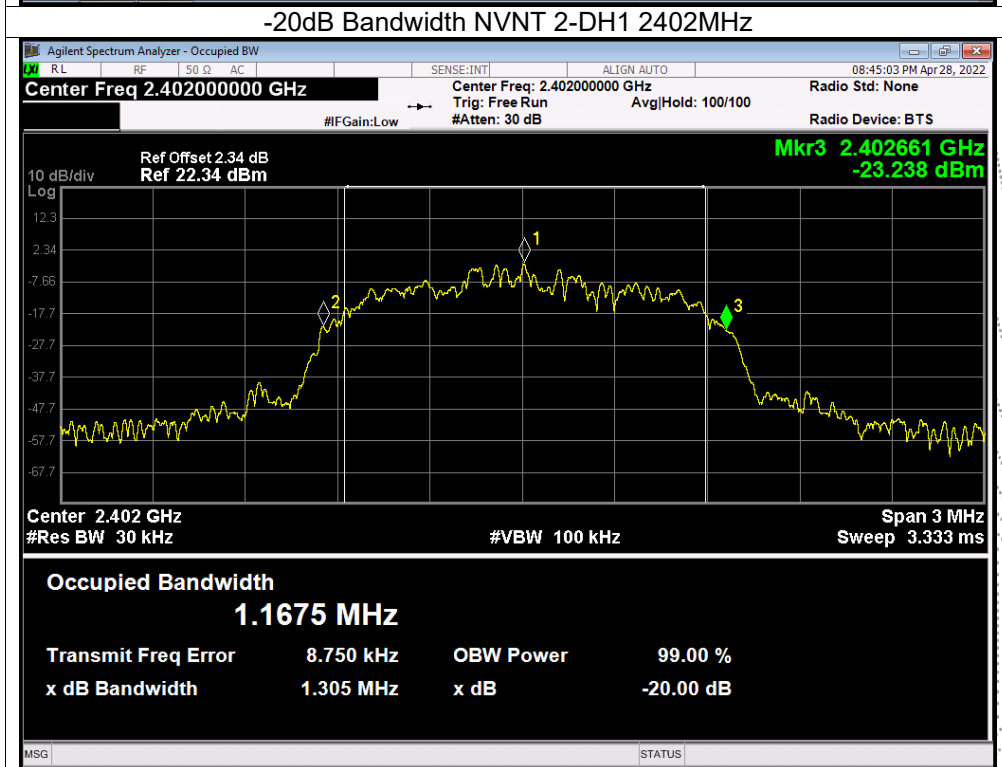 -20dB Bandwidth NVNT 2-DH1 2402MHz
Agilent Spectrum Analyzer - Occupied BW
LXI RL RF 50 Ω AC SENSE:INT ALIGN AUTO 08:45:03 PM Apr 28, 2022
Center Freq 2.402000000 GHz Center Freq: 2.402000000 GHz Radio Std: None
Trig: Free Run Avg|Hold: 100/100
#IFGain:Low #Atten: 30 dB Radio Device: BTS
Mkr3 2.402661 GHz
-23.238 dBm
Ref Offset 2.34 dB
10 dB/div Ref 22.34 dBm
Log
12.3
2.34
-7.66
-17.7
-27.7
-37.7
-47.7
-57.7
-67.7
1
2
3
Center 2.402 GHz Span 3 MHz
#Res BW 30 kHz #VBW 100 kHz Sweep 3.333 ms
Occupied Bandwidth
1.1675 MHz
Transmit Freq Error 8.750 kHz OBW Power 99.00 %
x dB Bandwidth 1.305 MHz x dB -20.00 dB
MSG STATUS